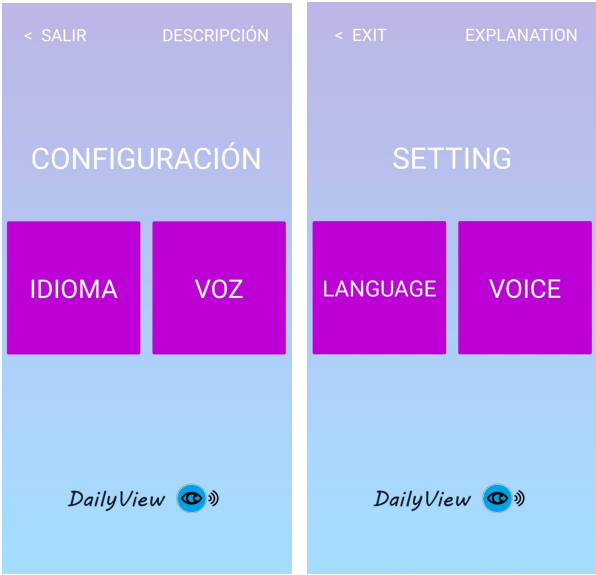 < SALIR DESCRIPCIÓN
CONFIGURACIÓN
IDIOMA VOZ
DailyView
< EXIT EXPLANATION
SETTING
LANGUAGE VOICE
DailyView